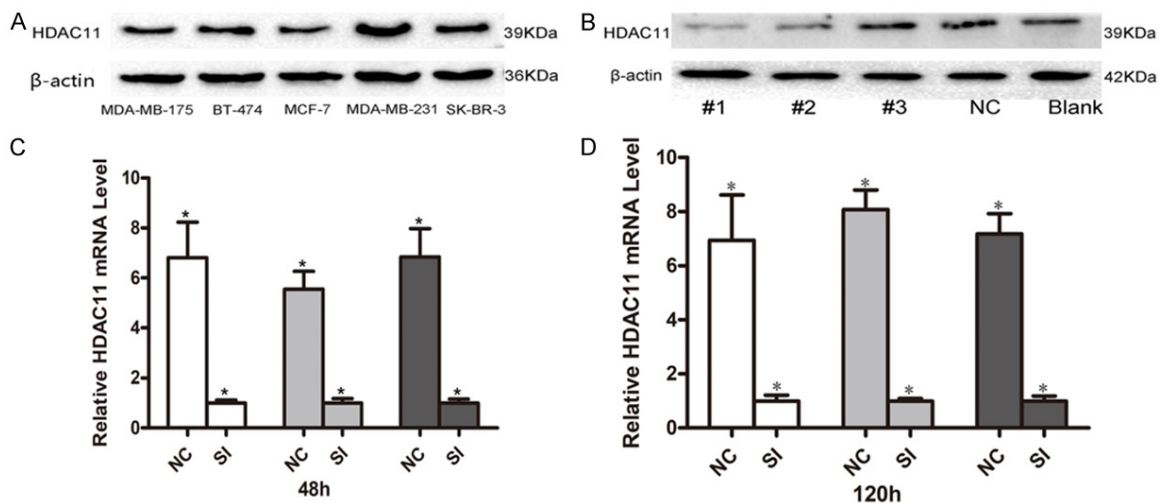 A
HDAC11 39KDa
β-actin 36KDa
MDA-MB-175 BT-474 MCF-7 MDA-MB-231 SK-BR-3
B
HDAC11 39KDa
β-actin 42KDa
#1 #2 #3 NC Blank
C
Relative HDAC11 mRNA Level
10
8
6
4
2
0
* * * * * *
NC SI NC SI NC SI
48h
D
Relative HDAC11 mRNA Level
10
8
6
4
2
0
* * * * * *
NC SI NC SI NC SI
120h